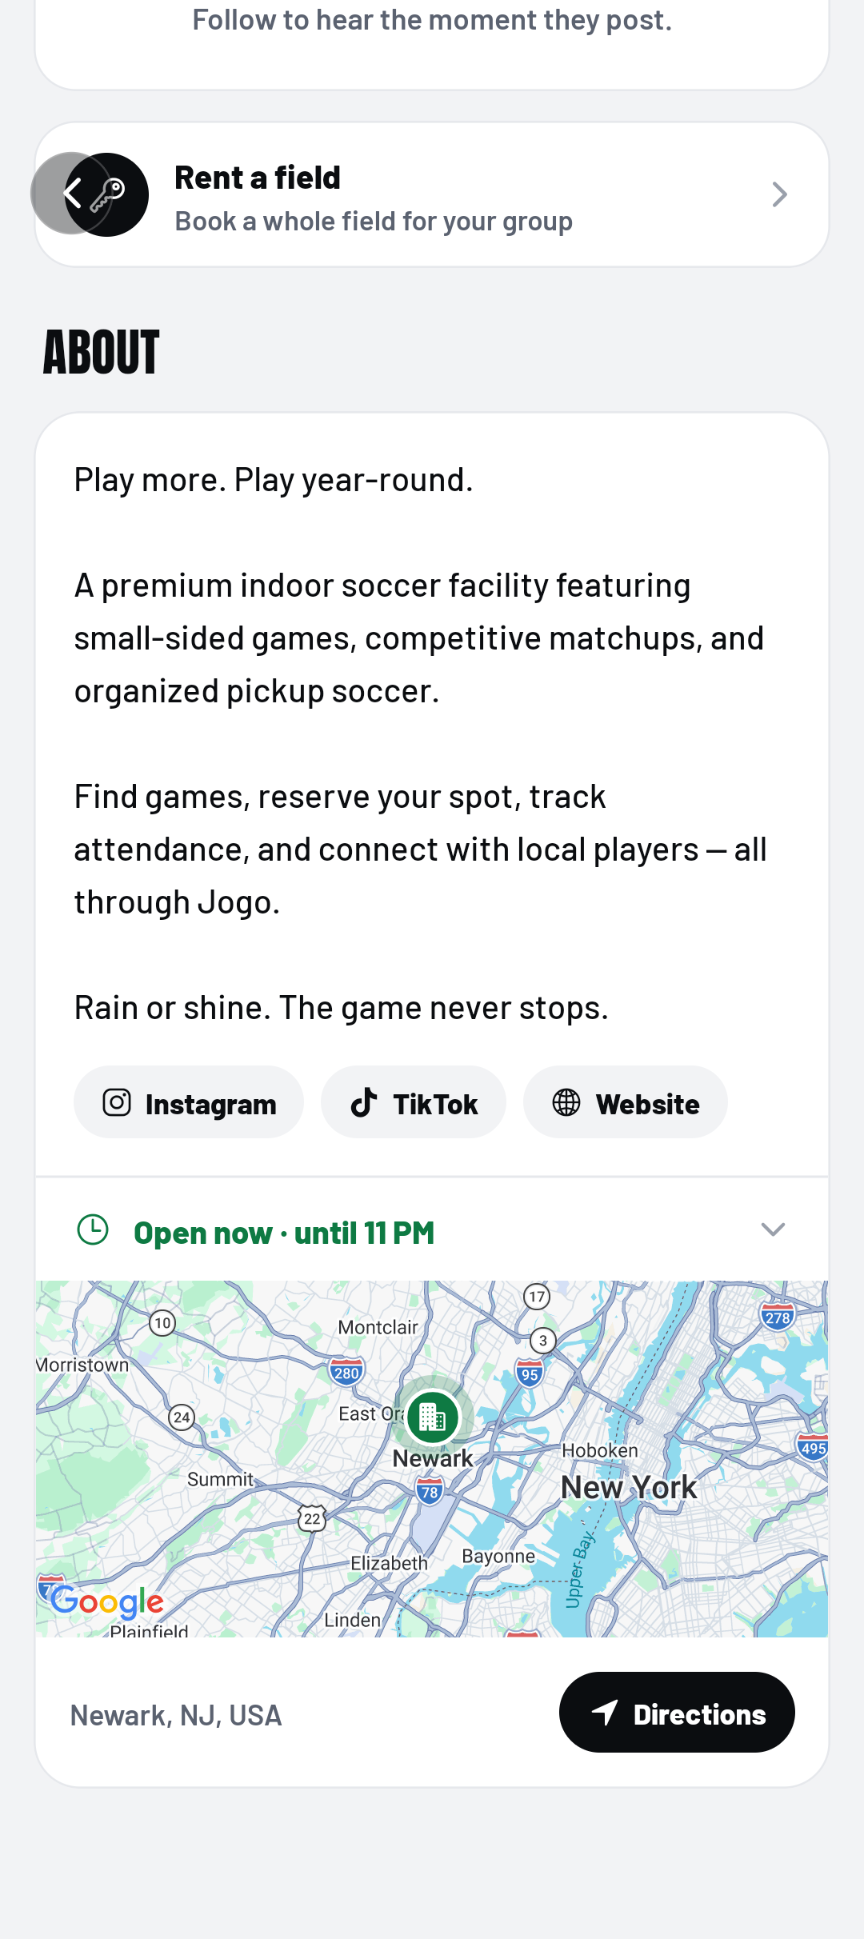 Follow to hear the moment they post.
Rent a field
Book a whole field for your group
ABOUT
Play more. Play year-round.
A premium indoor soccer facility featuring
small-sided games, competitive matchups, and
organized pickup soccer.
Find games, reserve your spot, track
attendance, and connect with local players — all
through Jogo.
Rain or shine. The game never stops.
Instagram
TikTok
Website
Open now · until 11 PM
17
10
278
Montclair
3
Morristown
280
95
24
East Or
495
Hoboken
Newark
Summit
78
New York
22
Elizabeth
Bayonne
Upper Bay
Google
Linden
Plainfield
Newark, NJ, USA
Directions